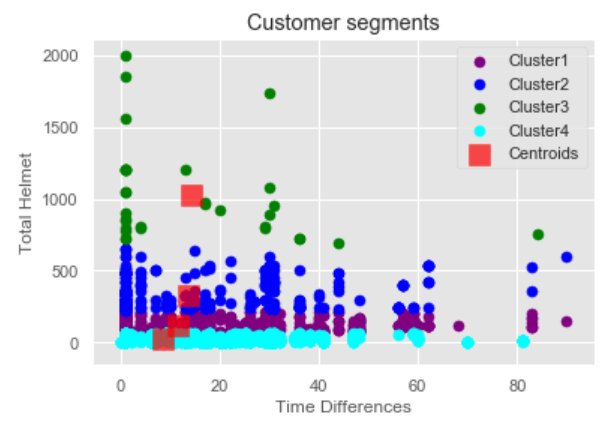 Customer segments
Cluster1
Cluster2
Cluster3
Cluster4
Centroids
Total Helmet
2000
1500
1000
500
0
0 20 40 60 80
Time Differences